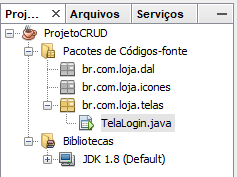 Proj... × Arquivos Serviços
ProjetoCRUD
Pacotes de Códigos-fonte
br.com.loja.dal
br.com.loja.icones
br.com.loja.telas
TelaLogin.java
Bibliotecas
JDK 1.8 (Default)